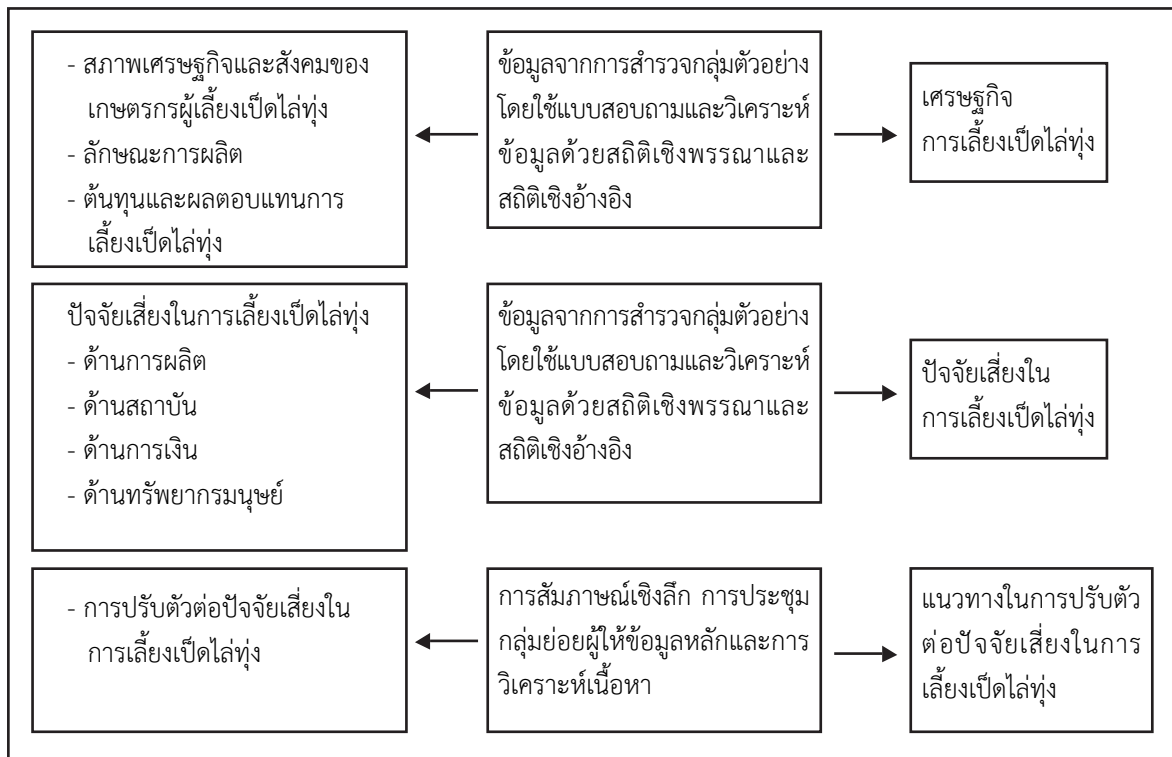 - สภาพเศรษฐกิจและสังคมของ
เกษตรกรผู้เลี้ยงเป็ดไล่ทุ่ง
- ลักษณะการผลิต
- ต้นทุนและผลตอบแทนการ
เลี้ยงเป็ดไล่ทุ่ง
ข้อมูลจากการสำรวจกลุ่มตัวอย่าง
โดยใช้แบบสอบถามและวิเคราะห์
ข้อมูลด้วยสถิติเชิงพรรณาและ
สถิติเชิงอ้างอิง
เศรษฐกิจ
การเลี้ยงเป็ดไล่ทุ่ง
ปัจจัยเสี่ยงในการเลี้ยงเป็ดไล่ทุ่ง
- ด้านการผลิต
- ด้านสถาบัน
- ด้านการเงิน
- ด้านทรัพยากรมนุษย์
ข้อมูลจากการสำรวจกลุ่มตัวอย่าง
โดยใช้แบบสอบถามและวิเคราะห์
ข้อมูลด้วยสถิติเชิงพรรณาและ
สถิติเชิงอ้างอิง
ปัจจัยเสี่ยงใน
การเลี้ยงเป็ดไล่ทุ่ง
- การปรับตัวต่อปัจจัยเสี่ยงใน
การเลี้ยงเป็ดไล่ทุ่ง
การสัมภาษณ์เชิงลึก การประชุม
กลุ่มย่อยผู้ให้ข้อมูลหลักและการ
วิเคราะห์เนื้อหา
แนวทางในการปรับตัว
ต่อปัจจัยเสี่ยงในการ
เลี้ยงเป็ดไล่ทุ่ง